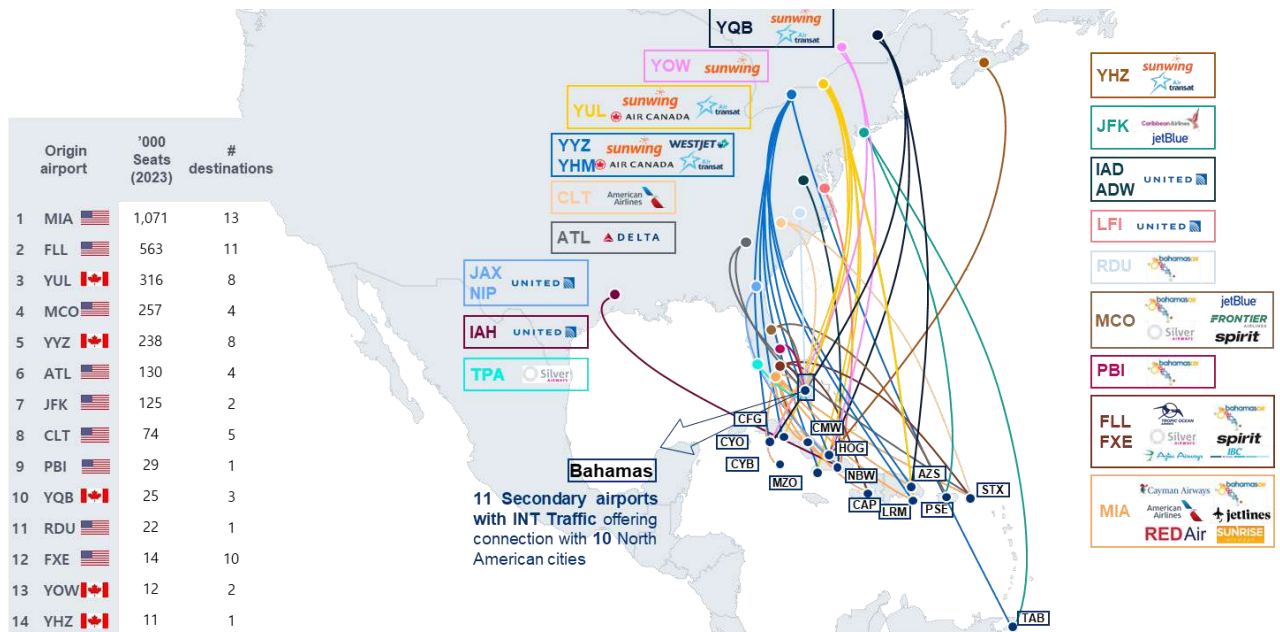 Origin airport
'000 Seats (2023)
# destinations
1 MIA 1,071 13
2 FLL 563 11
3 YUL 316 8
4 MCO 257 4
5 YYZ 238 8
6 ATL 130 4
7 JFK 125 2
8 CLT 74 5
9 PBI 29 1
10 YQB 25 3
11 RDU 22 1
12 FXE 14 10
13 YOW 12 2
14 YHZ 11 1
YQB sunwing Air transat
YOW sunwing
YUL sunwing
AIR CANADA Air transat
YYZ sunwing WESTJET
YHM AIR CANADA Air transat
CLT American Airlines
ATL DELTA
JAX
NIP UNITED
IAH UNITED
TPA Silver AIRWAYS
CFG
CYO
CYB
MZO
CMW
HOG
NBW
CAP
LRM
AZS
PSE
STX
TAB
Bahamas
11 Secondary airports
with INT Traffic offering
connection with 10 North
American cities
YHZ sunwing Air transat
JFK Caribbean Airlines
jetBlue
IAD
ADW UNITED
LFI UNITED
RDU bahamasair
MCO bahamasair jetBlue
Silver AIRWAYS FRONTIER AIRLINES
spirit
PBI bahamasair
FLL
FXE TROPIC OCEAN AIRWAYS bahamasair
Silver AIRWAYS spirit
IBC
MIA Cayman Airways bahamasair
American Airlines jetlines
RED Air SUNRISE